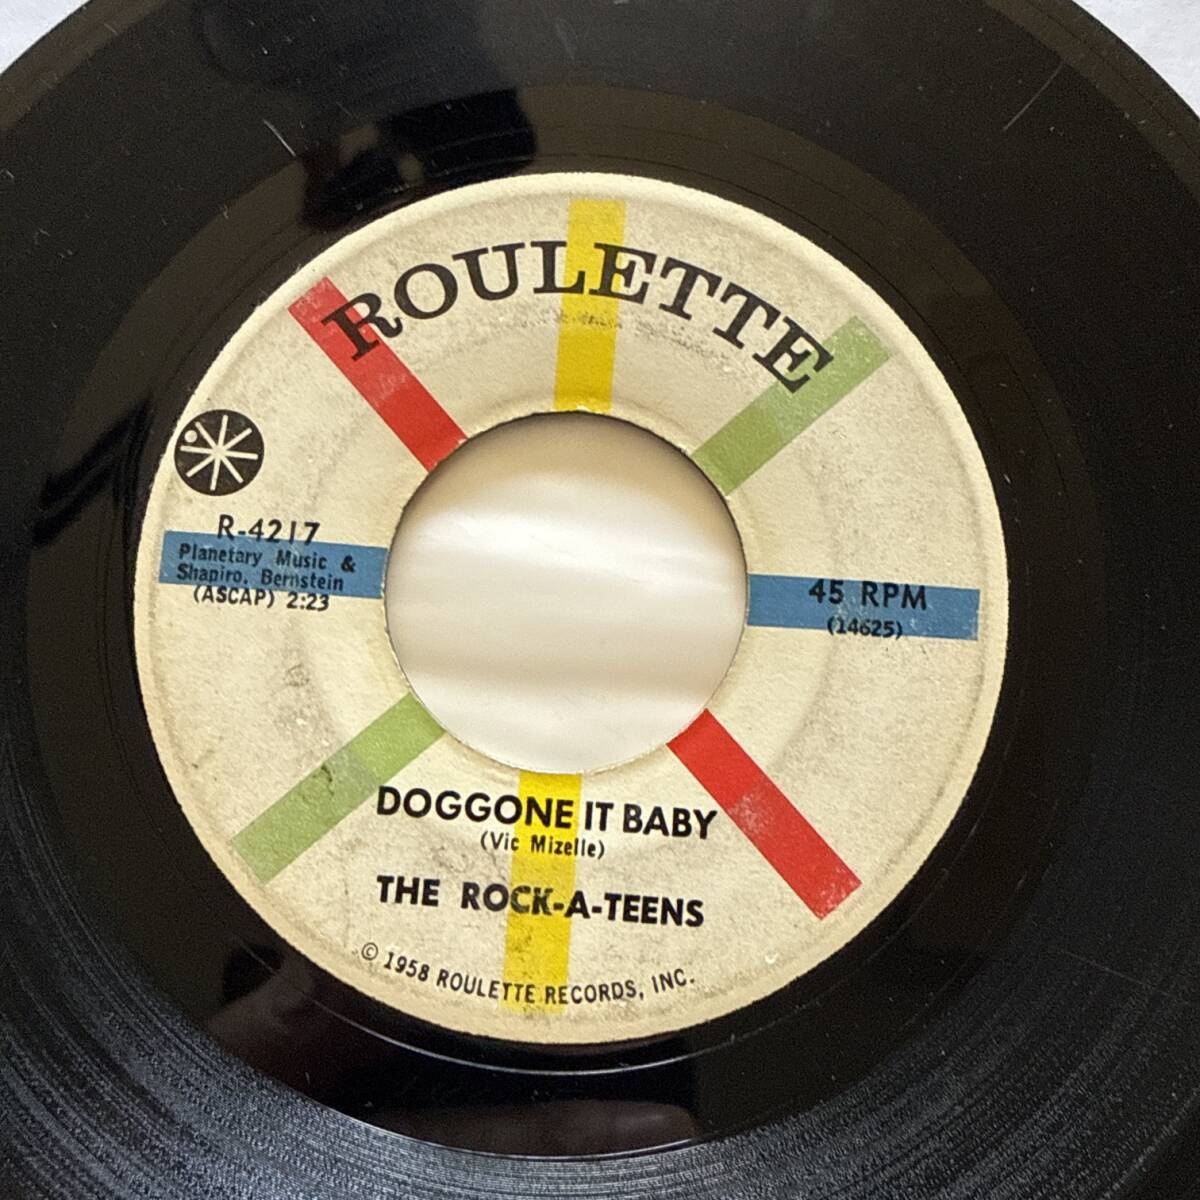 ROULETTE
R-4217
Planetary Music &
Shapiro, Bernstein
(ASCAP) 2:23
45 RPM
(14625)
DOGGONE IT BABY
(Vic Mizelle)
THE ROCK-A-TEENS
© 1958 ROULETTE RECORDS, INC.